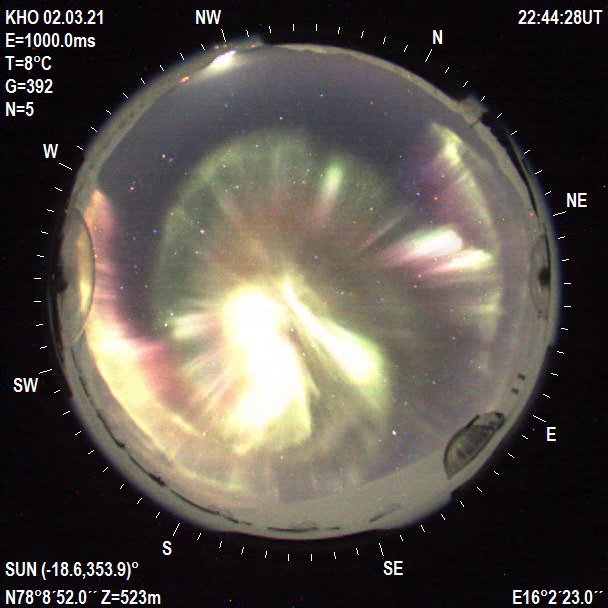 KHO 02.03.21
E=1000.0ms
T=8°C
G=392
N=5
22:44:28UT
NW
N
W
NE
SW
E
S
SE
SUN (-18.6,353.9)°
N78°8´52.0´´ Z=523m
E16°2´23.0´´